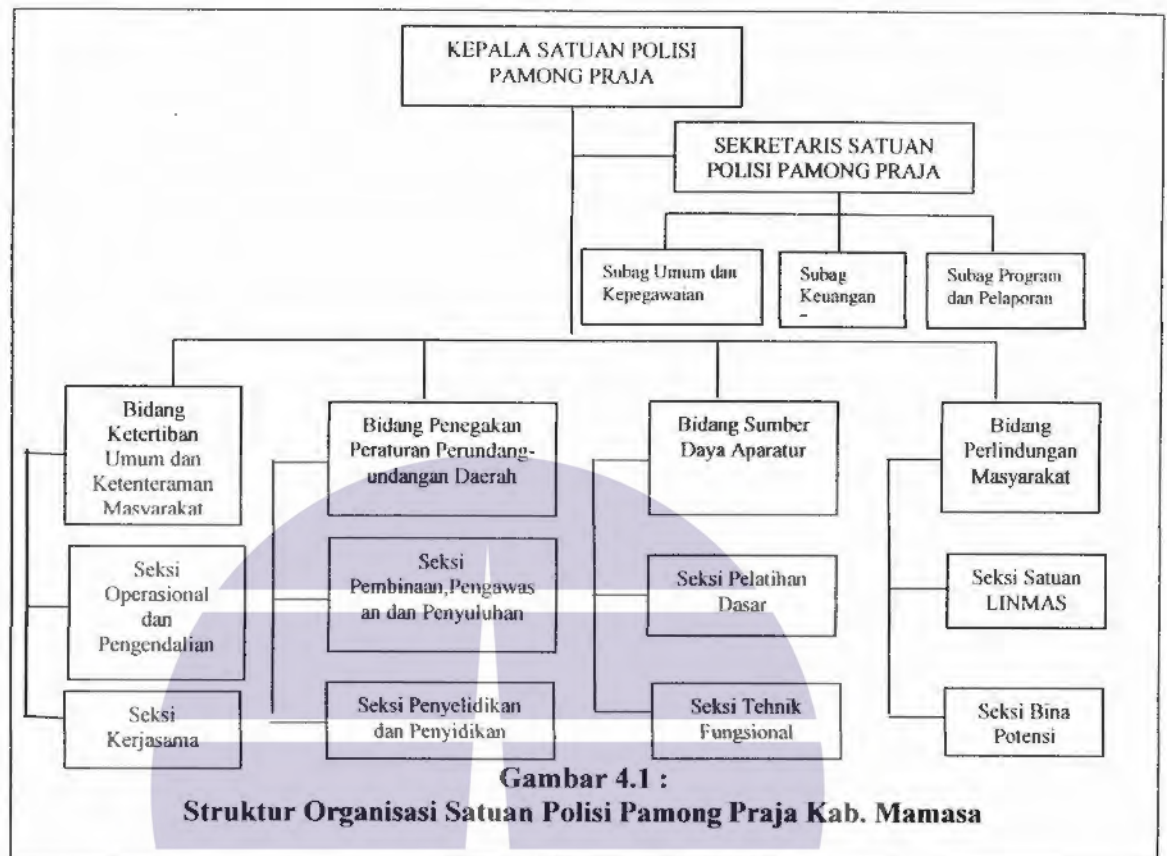 KEPALA SATUAN POLISI
PAMONG PRAJA
SEKRETARIS SATUAN
POLISI PAMONG PRAJA
Subag Umum dan
Kepegawaian
Subag
Keuangan
Subag Program
dan Pelaporan
Bidang
Ketertiban
Umum dan
Ketenteraman
Masyarakat
Bidang Penegakan
Peraturan Perundang-
undangan Daerah
Bidang Sumber
Daya Aparatur
Bidang
Perlindungan
Masyarakat
Seksi
Operasional
dan
Pengendalian
Seksi
Pembinaan,Pengawas
an dan Penyuluhan
Seksi Pelatihan
Dasar
Seksi Satuan
LINMAS
Seksi
Kerjasama
Seksi Penyelidikan
dan Penyidikan
Seksi Tehnik
Fungsional
Seksi Bina
Potensi
Gambar 4.1 :
Struktur Organisasi Satuan Polisi Pamong Praja Kab. Mamasa